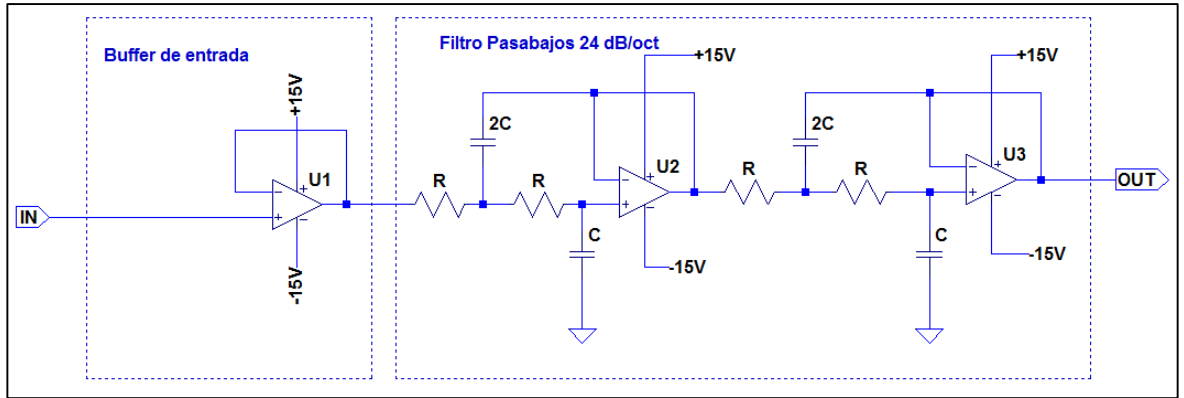 Buffer de entrada
Filtro Pasabajos 24 dB/oct
+15V
+15V
+15V
2C
2C
U1
U2
U3
R
R
R
R
IN
OUT
C
C
-15V
-15V
-15V